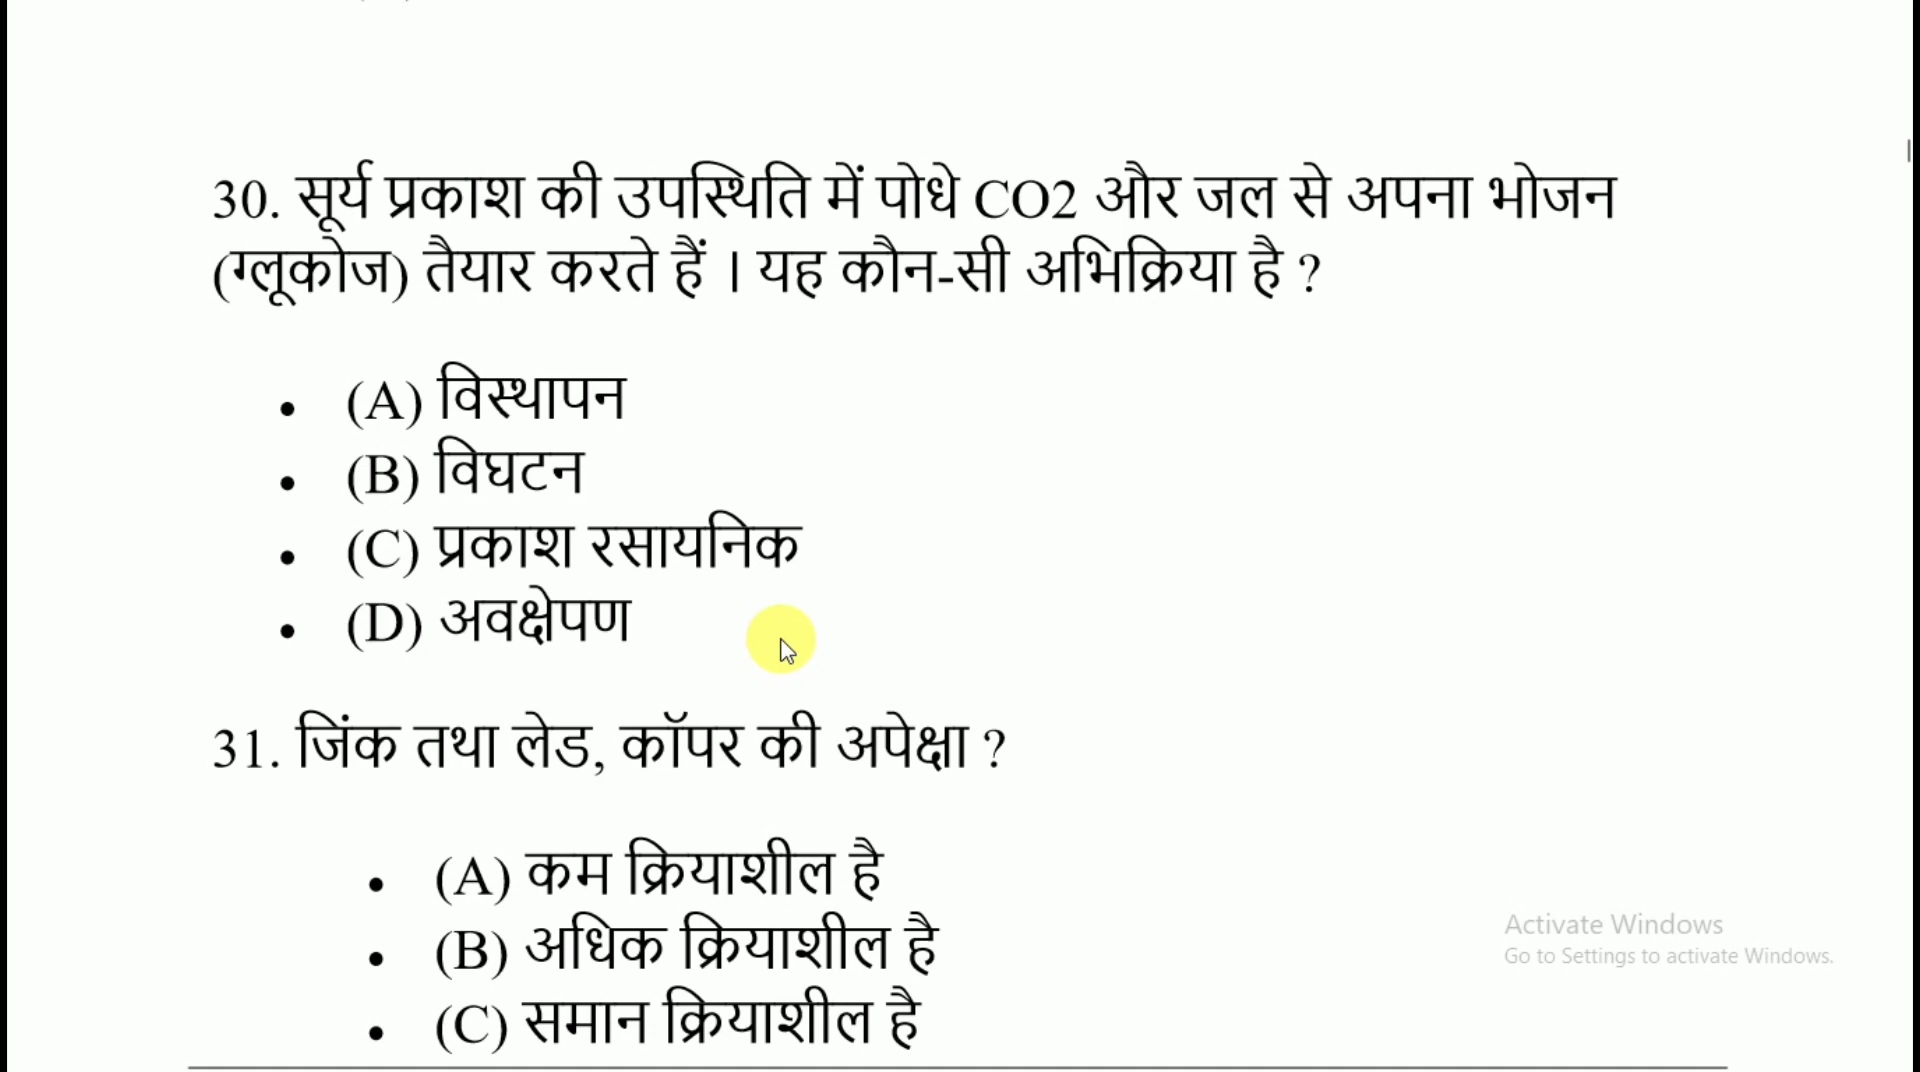 30. सूर्य प्रकाश की उपस्थिति में पोधे CO2 और जल से अपना भोजन
(ग्लूकोज) तैयार करते हैं । यह कौन-सी अभिक्रिया है ?
• (A) विस्थापन
• (B) विघटन
• (C) प्रकाश रसायनिक
• (D) अवक्षेपण
31. जिंक तथा लेड, कॉपर की अपेक्षा ?
• (A) कम क्रियाशील है
• (B) अधिक क्रियाशील है
• (C) समान क्रियाशील है
Activate Windows
Go to Settings to activate Windows.